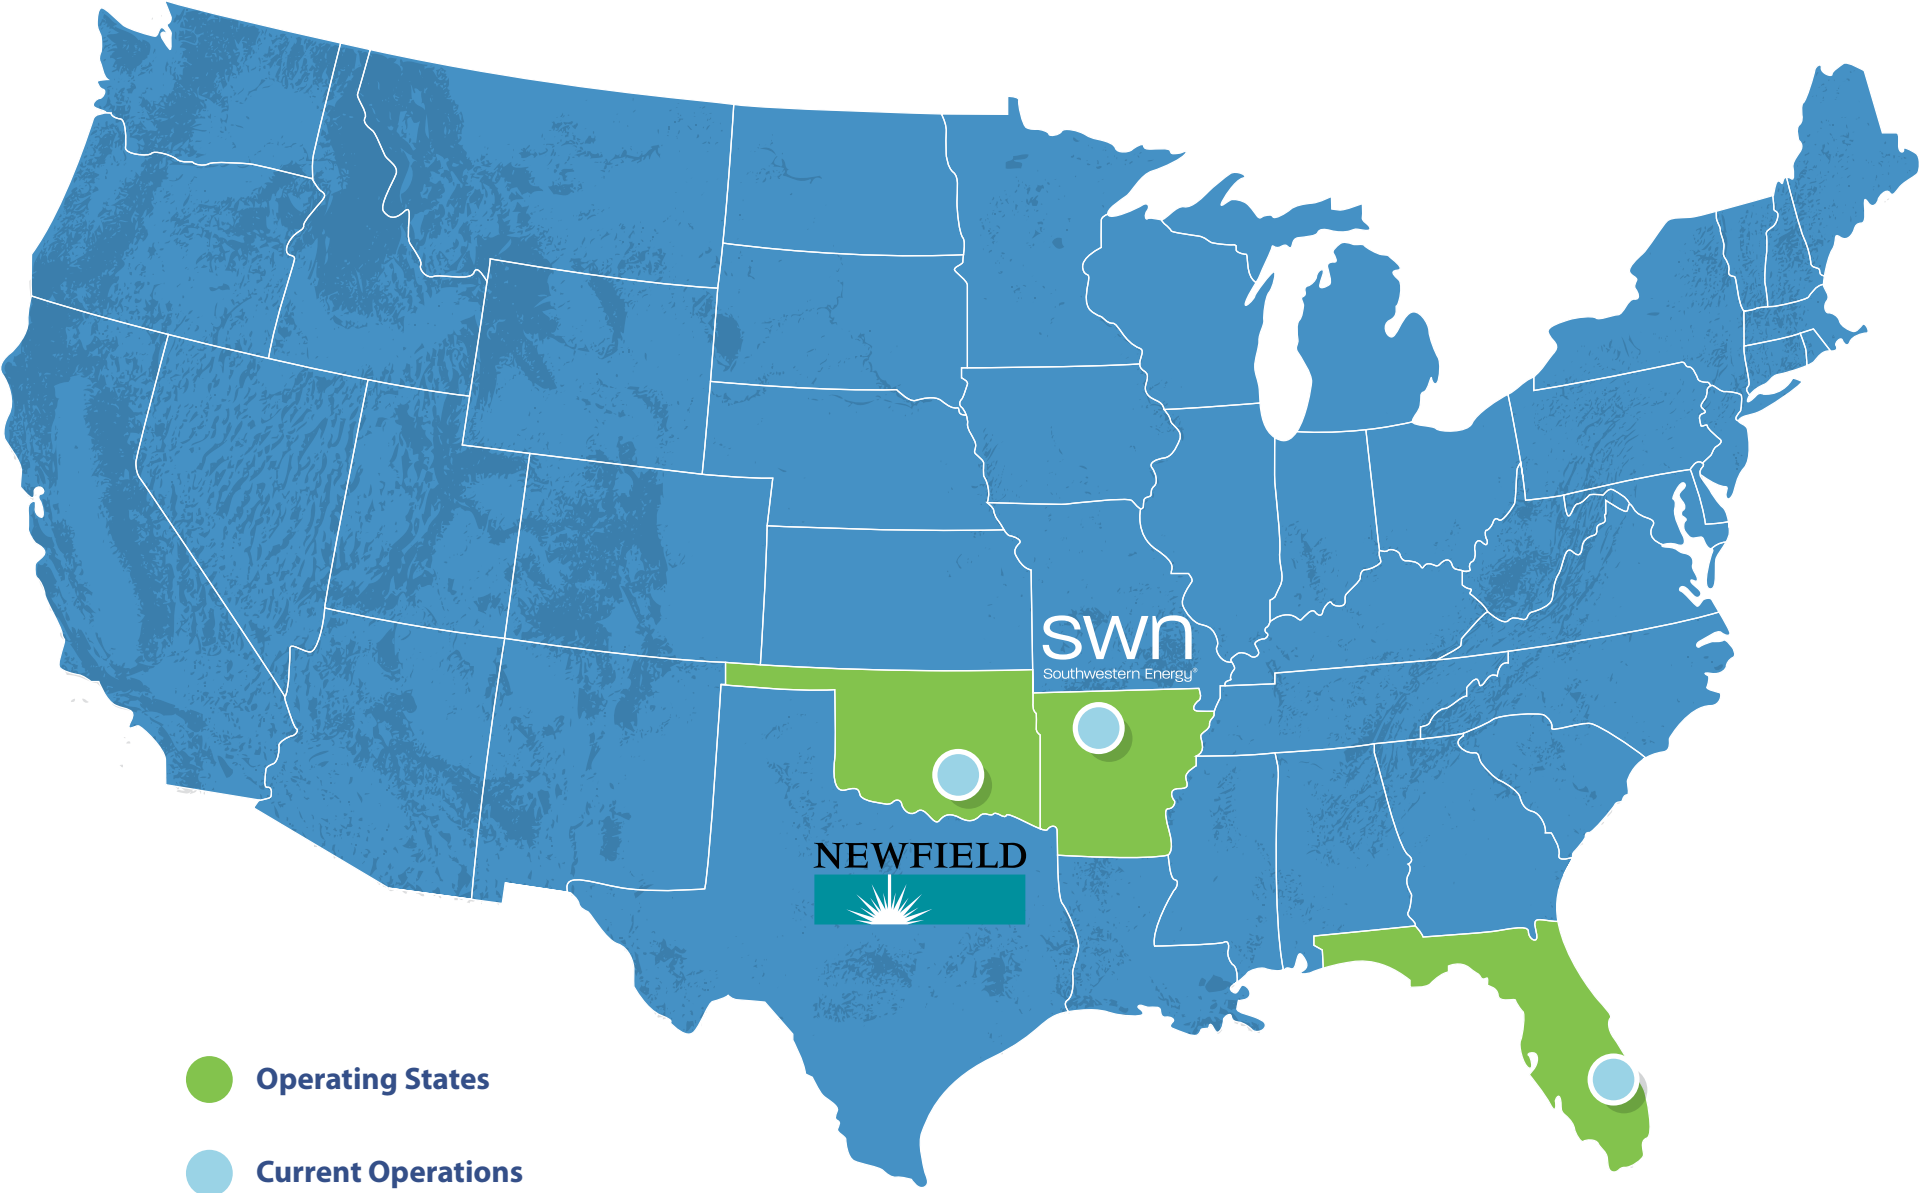 swn
Southwestern Energy®
NEWFIELD
Operating States
Current Operations